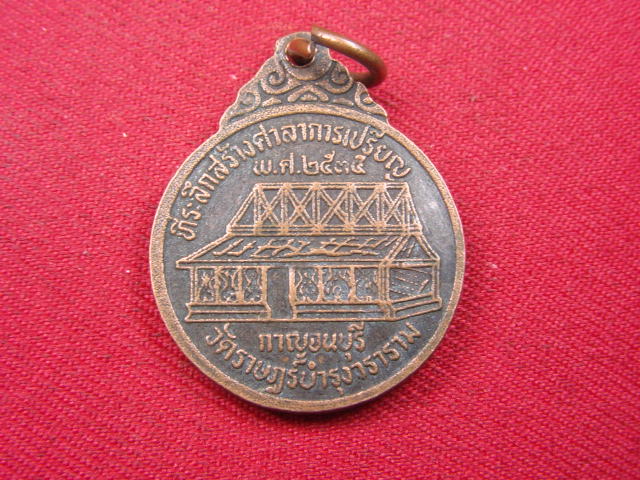 ที่ระลึกสร้างศาลาการเปรียญ
พ.ศ.๒๕๓๕
กาญจนบุรี
วัดราษฎร์บำรุงวราราม